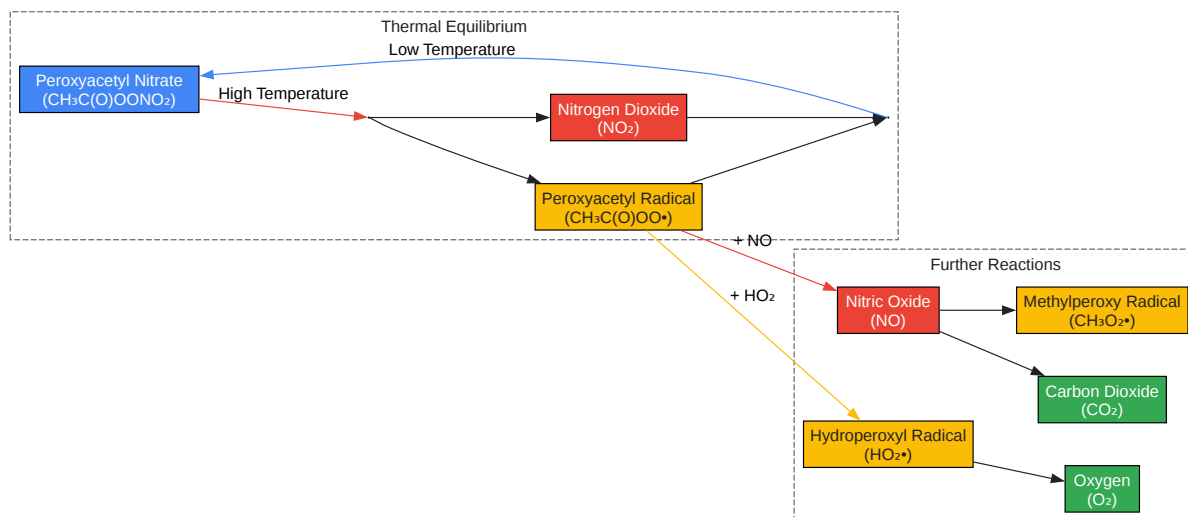 Thermal Equilibrium
Low Temperature
Peroxyacetyl Nitrate
(CH₃C(O)OONO₂)
High Temperature
Nitrogen Dioxide
(NO₂)
Peroxyacetyl Radical
(CH₃C(O)OO•)
+ NO
Further Reactions
+ HO₂
Nitric Oxide
(NO)
Methylperoxy Radical
(CH₃O₂•)
Carbon Dioxide
(CO₂)
Hydroperoxyl Radical
(HO₂•)
Oxygen
(O₂)